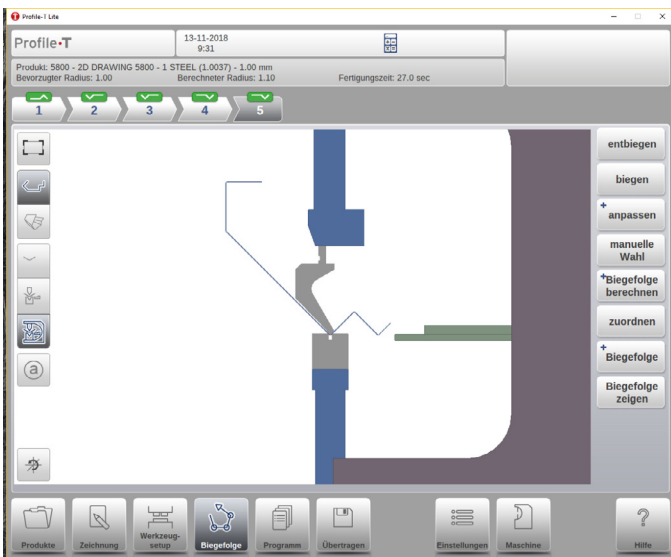 Profile-T Lite
Profile-T
13-11-2018
9:31
Produkt: 5800 - 2D DRAWING 5800 - 1 STEEL (1.0037) - 1.00 mm
Bevorzugter Radius: 1.00 Berechneter Radius: 1.10 Fertigungszeit: 27.0 sec
1 2 3 4 5
entbiegen
biegen
+ anpassen
manuelle
Wahl
+ Biegefolge
berechnen
zuordnen
+ Biegefolge
Biegefolge
zeigen
a
Produkte
Zeichnung
Werkzeug-
setup
Biegefolge
Programm
Übertragen
Einstellungen
Maschine
? Hilfe